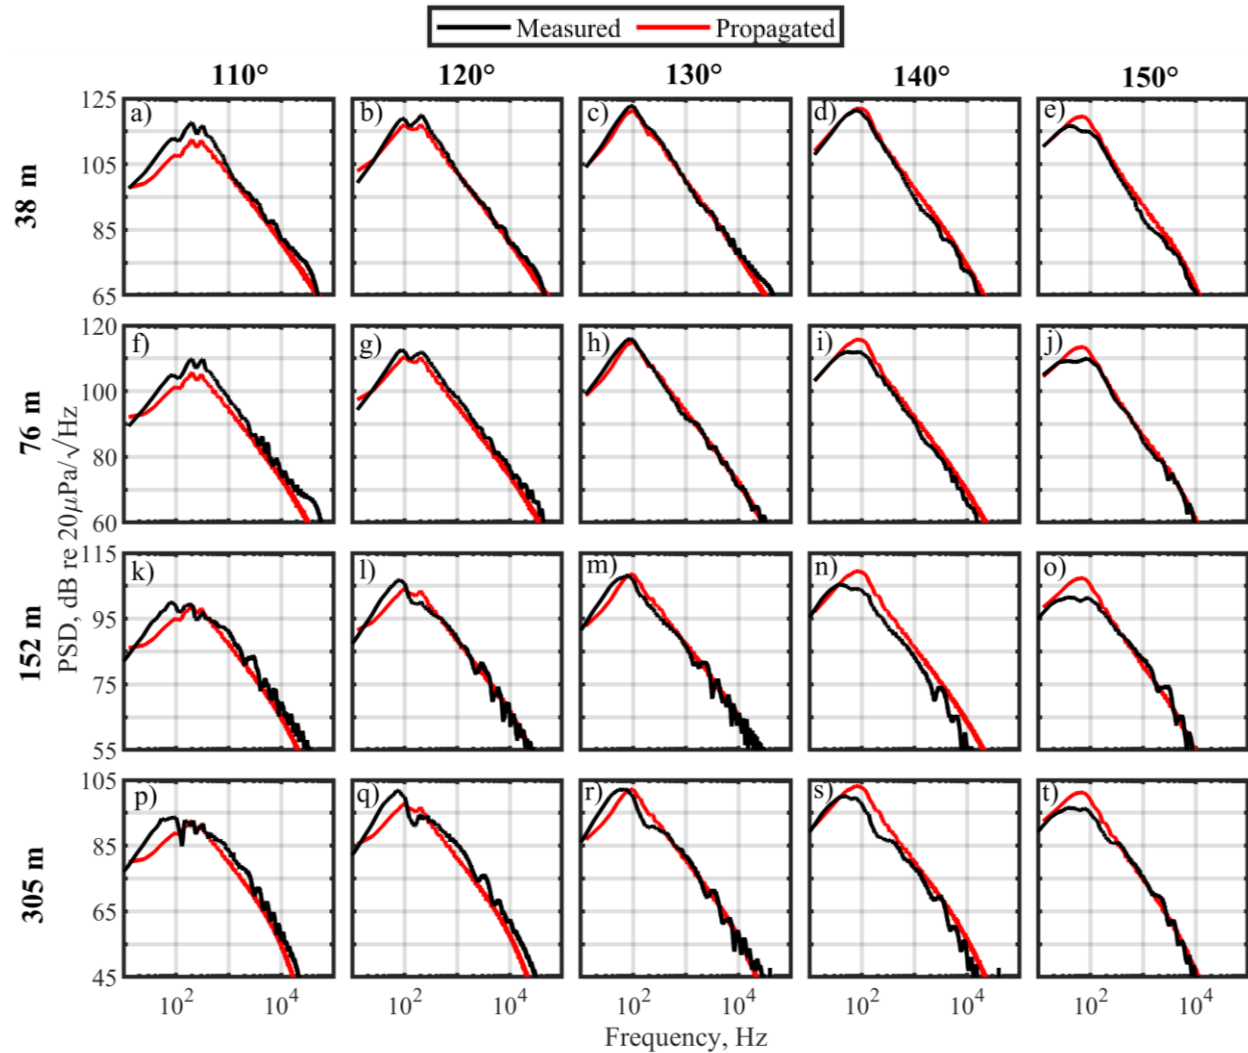 Measured Propagated
110° 120° 130° 140° 150°
38 m
125
105
85
65
a) b) c) d) e)
76 m
120
100
80
60
f) g) h) i) j)
PSD, dB re 20μPa/√Hz
152 m
115
95
75
55
k) l) m) n) o)
305 m
105
85
65
45
p) q) r) s) t)
10² 10⁴ 10² 10⁴ 10² 10⁴ 10² 10⁴ 10² 10⁴
Frequency, Hz